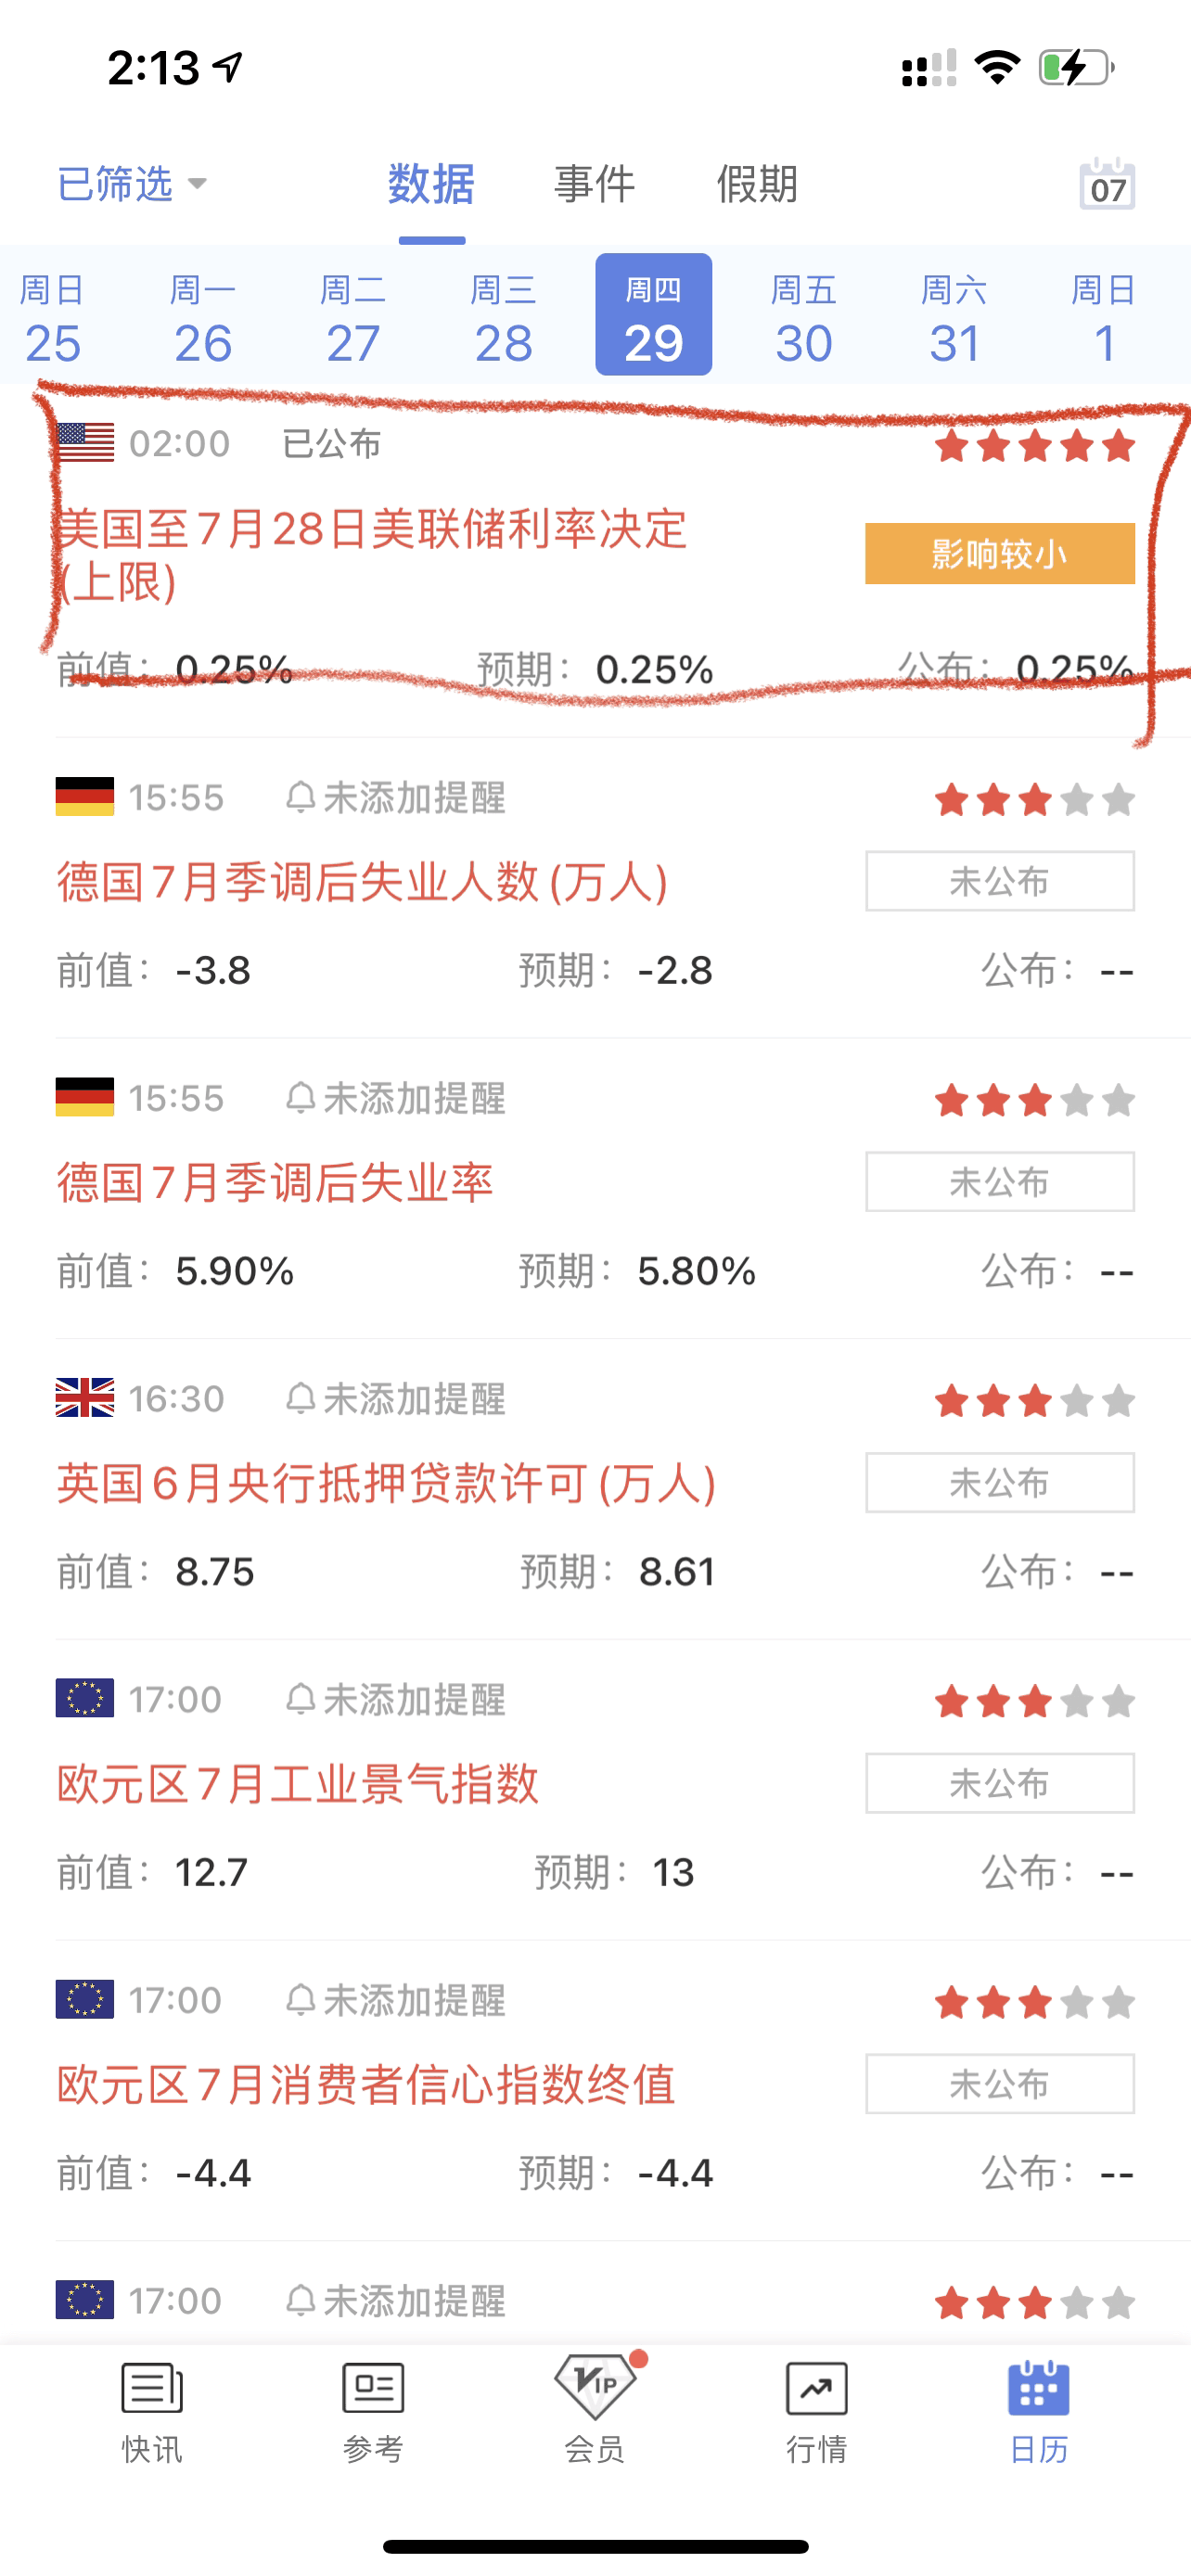 2:13
已筛选 数据 事件 假期 07
周日 周一 周二 周三 周四 周五 周六 周日
25 26 27 28 29 30 31 1
02:00 已公布
美国至7月28日美联储利率决定
(上限)
影响较小
前值: 0.25% 预期: 0.25% 公布: 0.25%
15:55 未添加提醒
德国7月季调后失业人数(万人) 未公布
前值: -3.8 预期: -2.8 公布: --
15:55 未添加提醒
德国7月季调后失业率 未公布
前值: 5.90% 预期: 5.80% 公布: --
16:30 未添加提醒
英国6月央行抵押贷款许可(万人) 未公布
前值: 8.75 预期: 8.61 公布: --
17:00 未添加提醒
欧元区7月工业景气指数 未公布
前值: 12.7 预期: 13 公布: --
17:00 未添加提醒
欧元区7月消费者信心指数终值 未公布
前值: -4.4 预期: -4.4 公布: --
17:00 未添加提醒
VIP
快讯 参考 会员 行情 日历